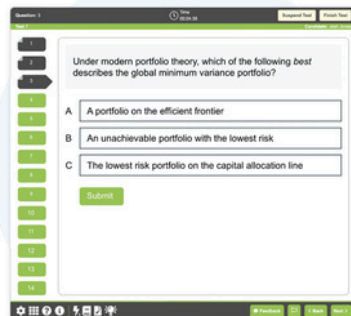 Question: 3
Time
Suspend Test
Finish Test
Test 1
1
2
3
4
5
6
7
8
9
10
11
12
13
14
Under modern portfolio theory, which of the following best
describes the global minimum variance portfolio?
A A portfolio on the efficient frontier
B An unachievable portfolio with the lowest risk
C The lowest risk portfolio on the capital allocation line
Submit
Feedback
< Back
Next >